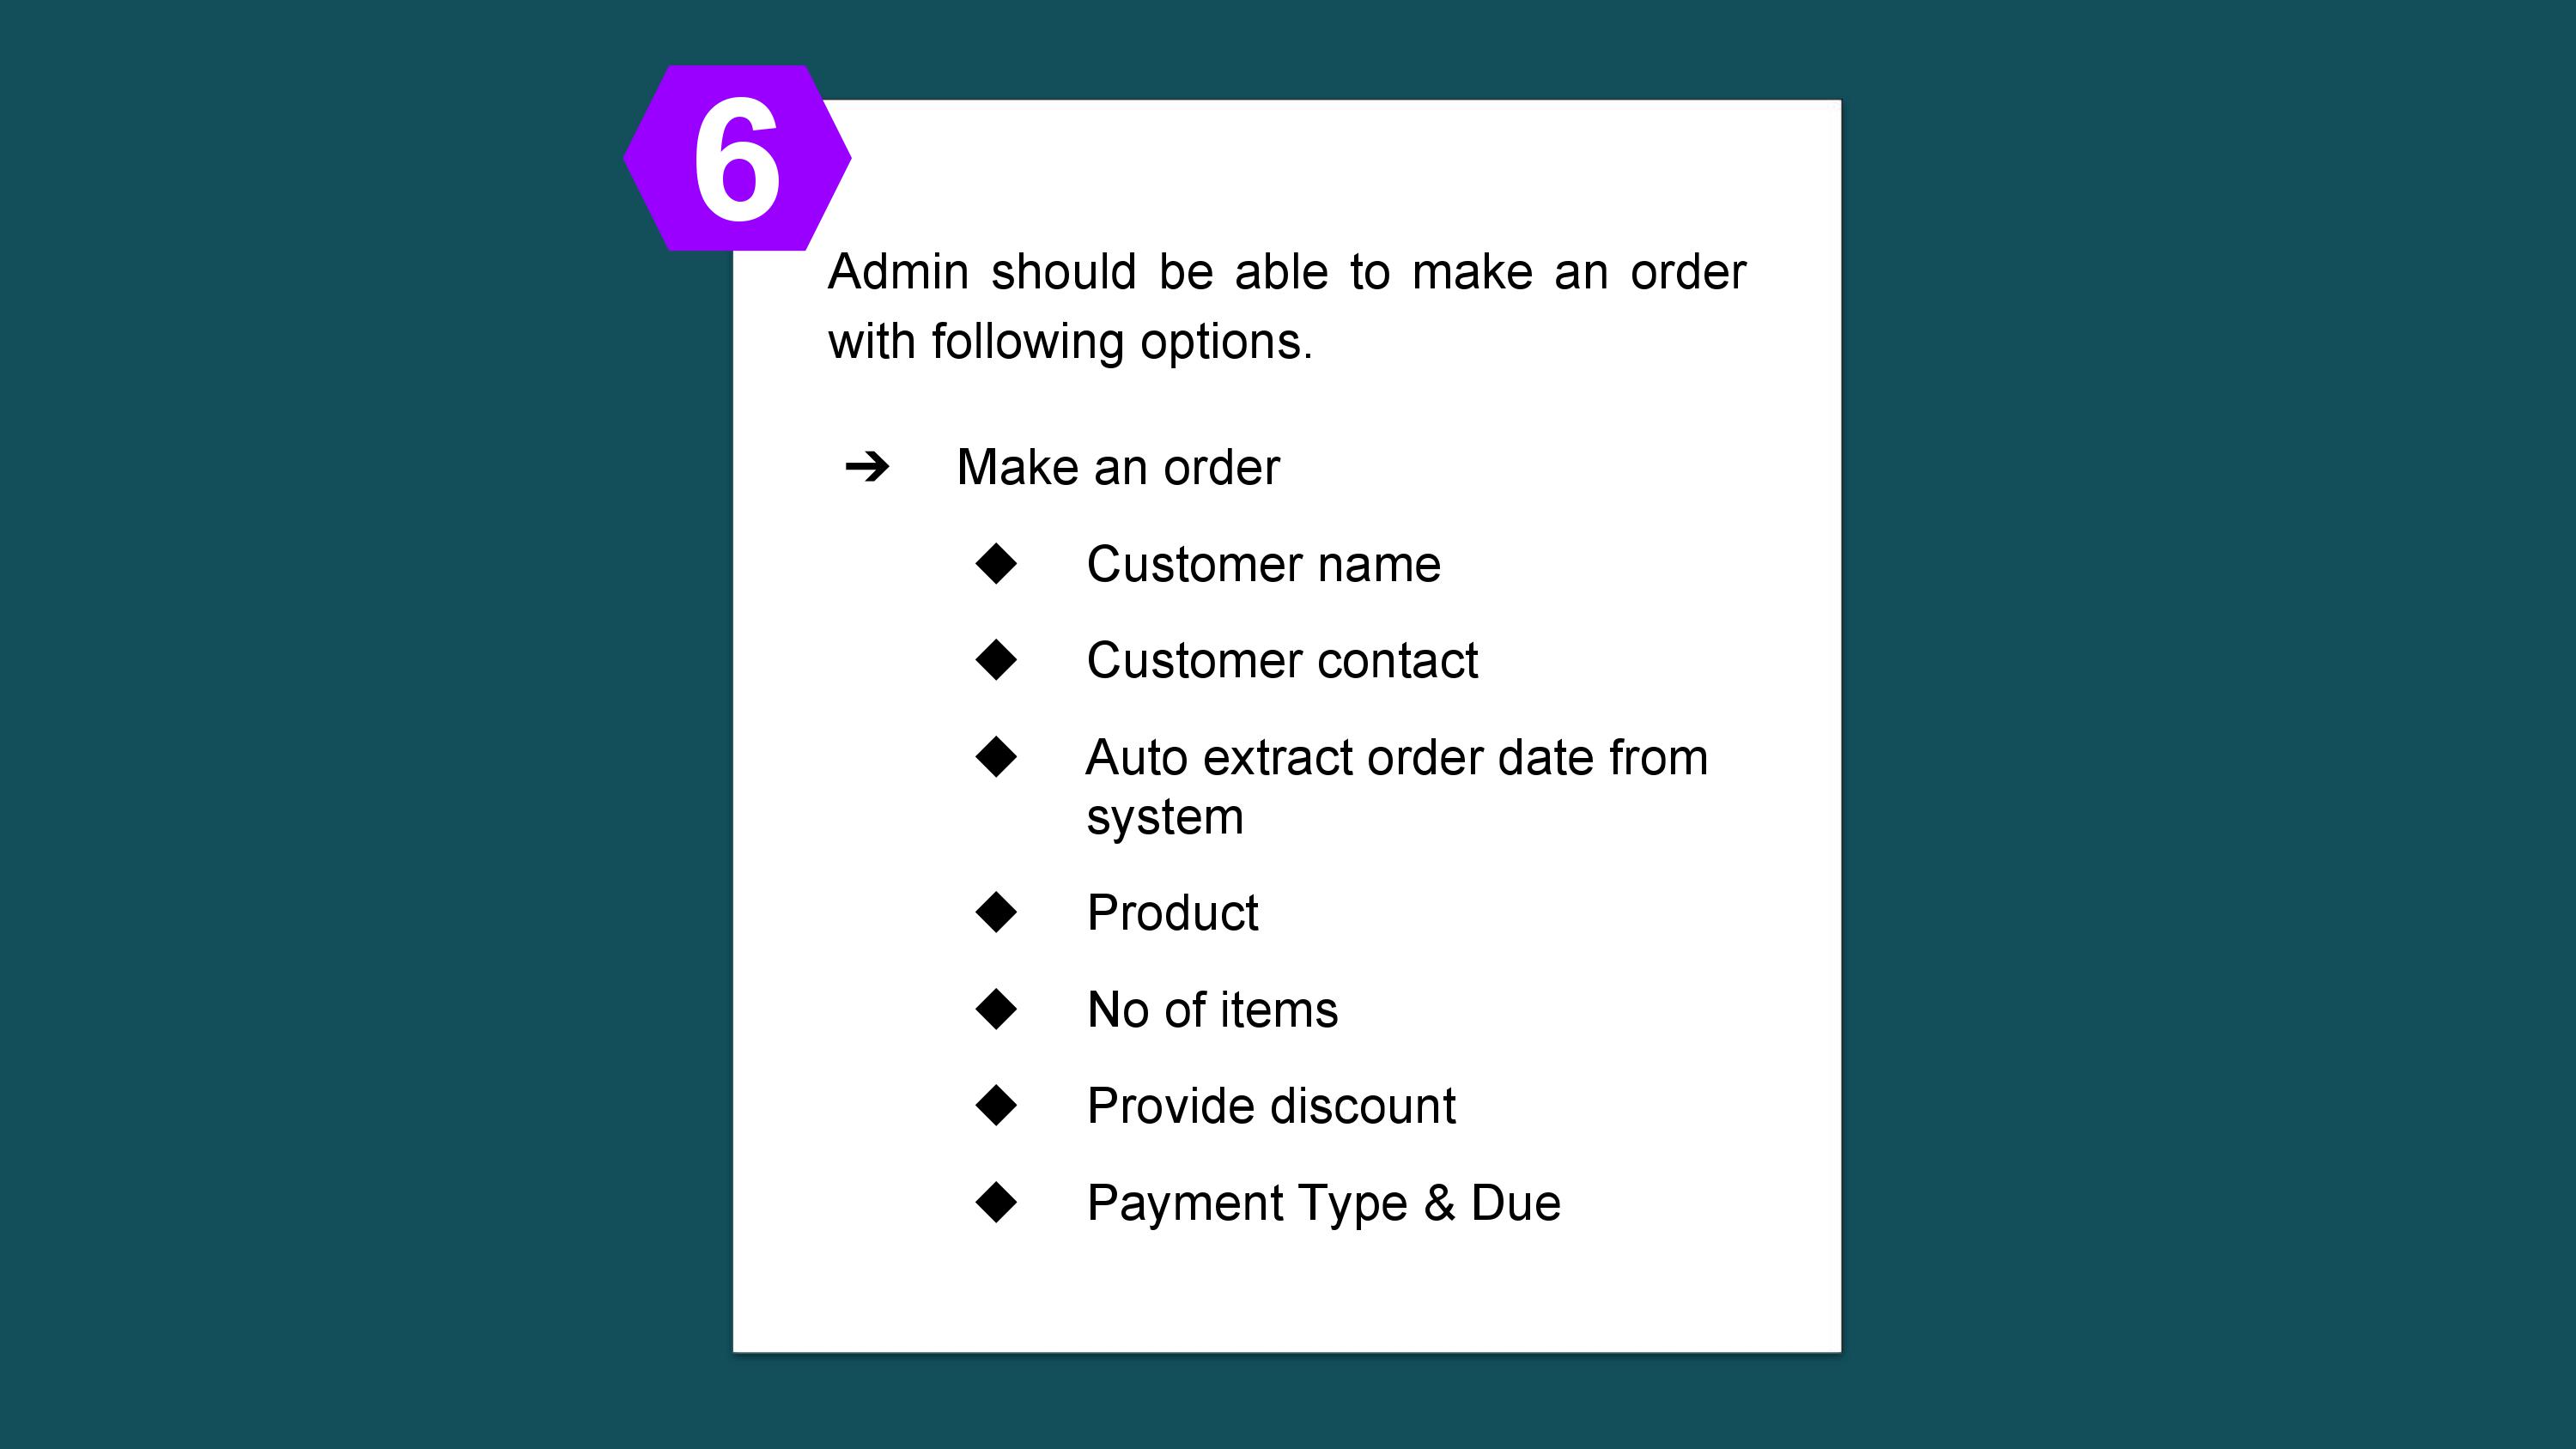 6
Admin should be able to make an order
with following options.
➔ Make an order
◆ Customer name
◆ Customer contact
◆ Auto extract order date from
system
◆ Product
◆ No of items
◆ Provide discount
◆ Payment Type & Due